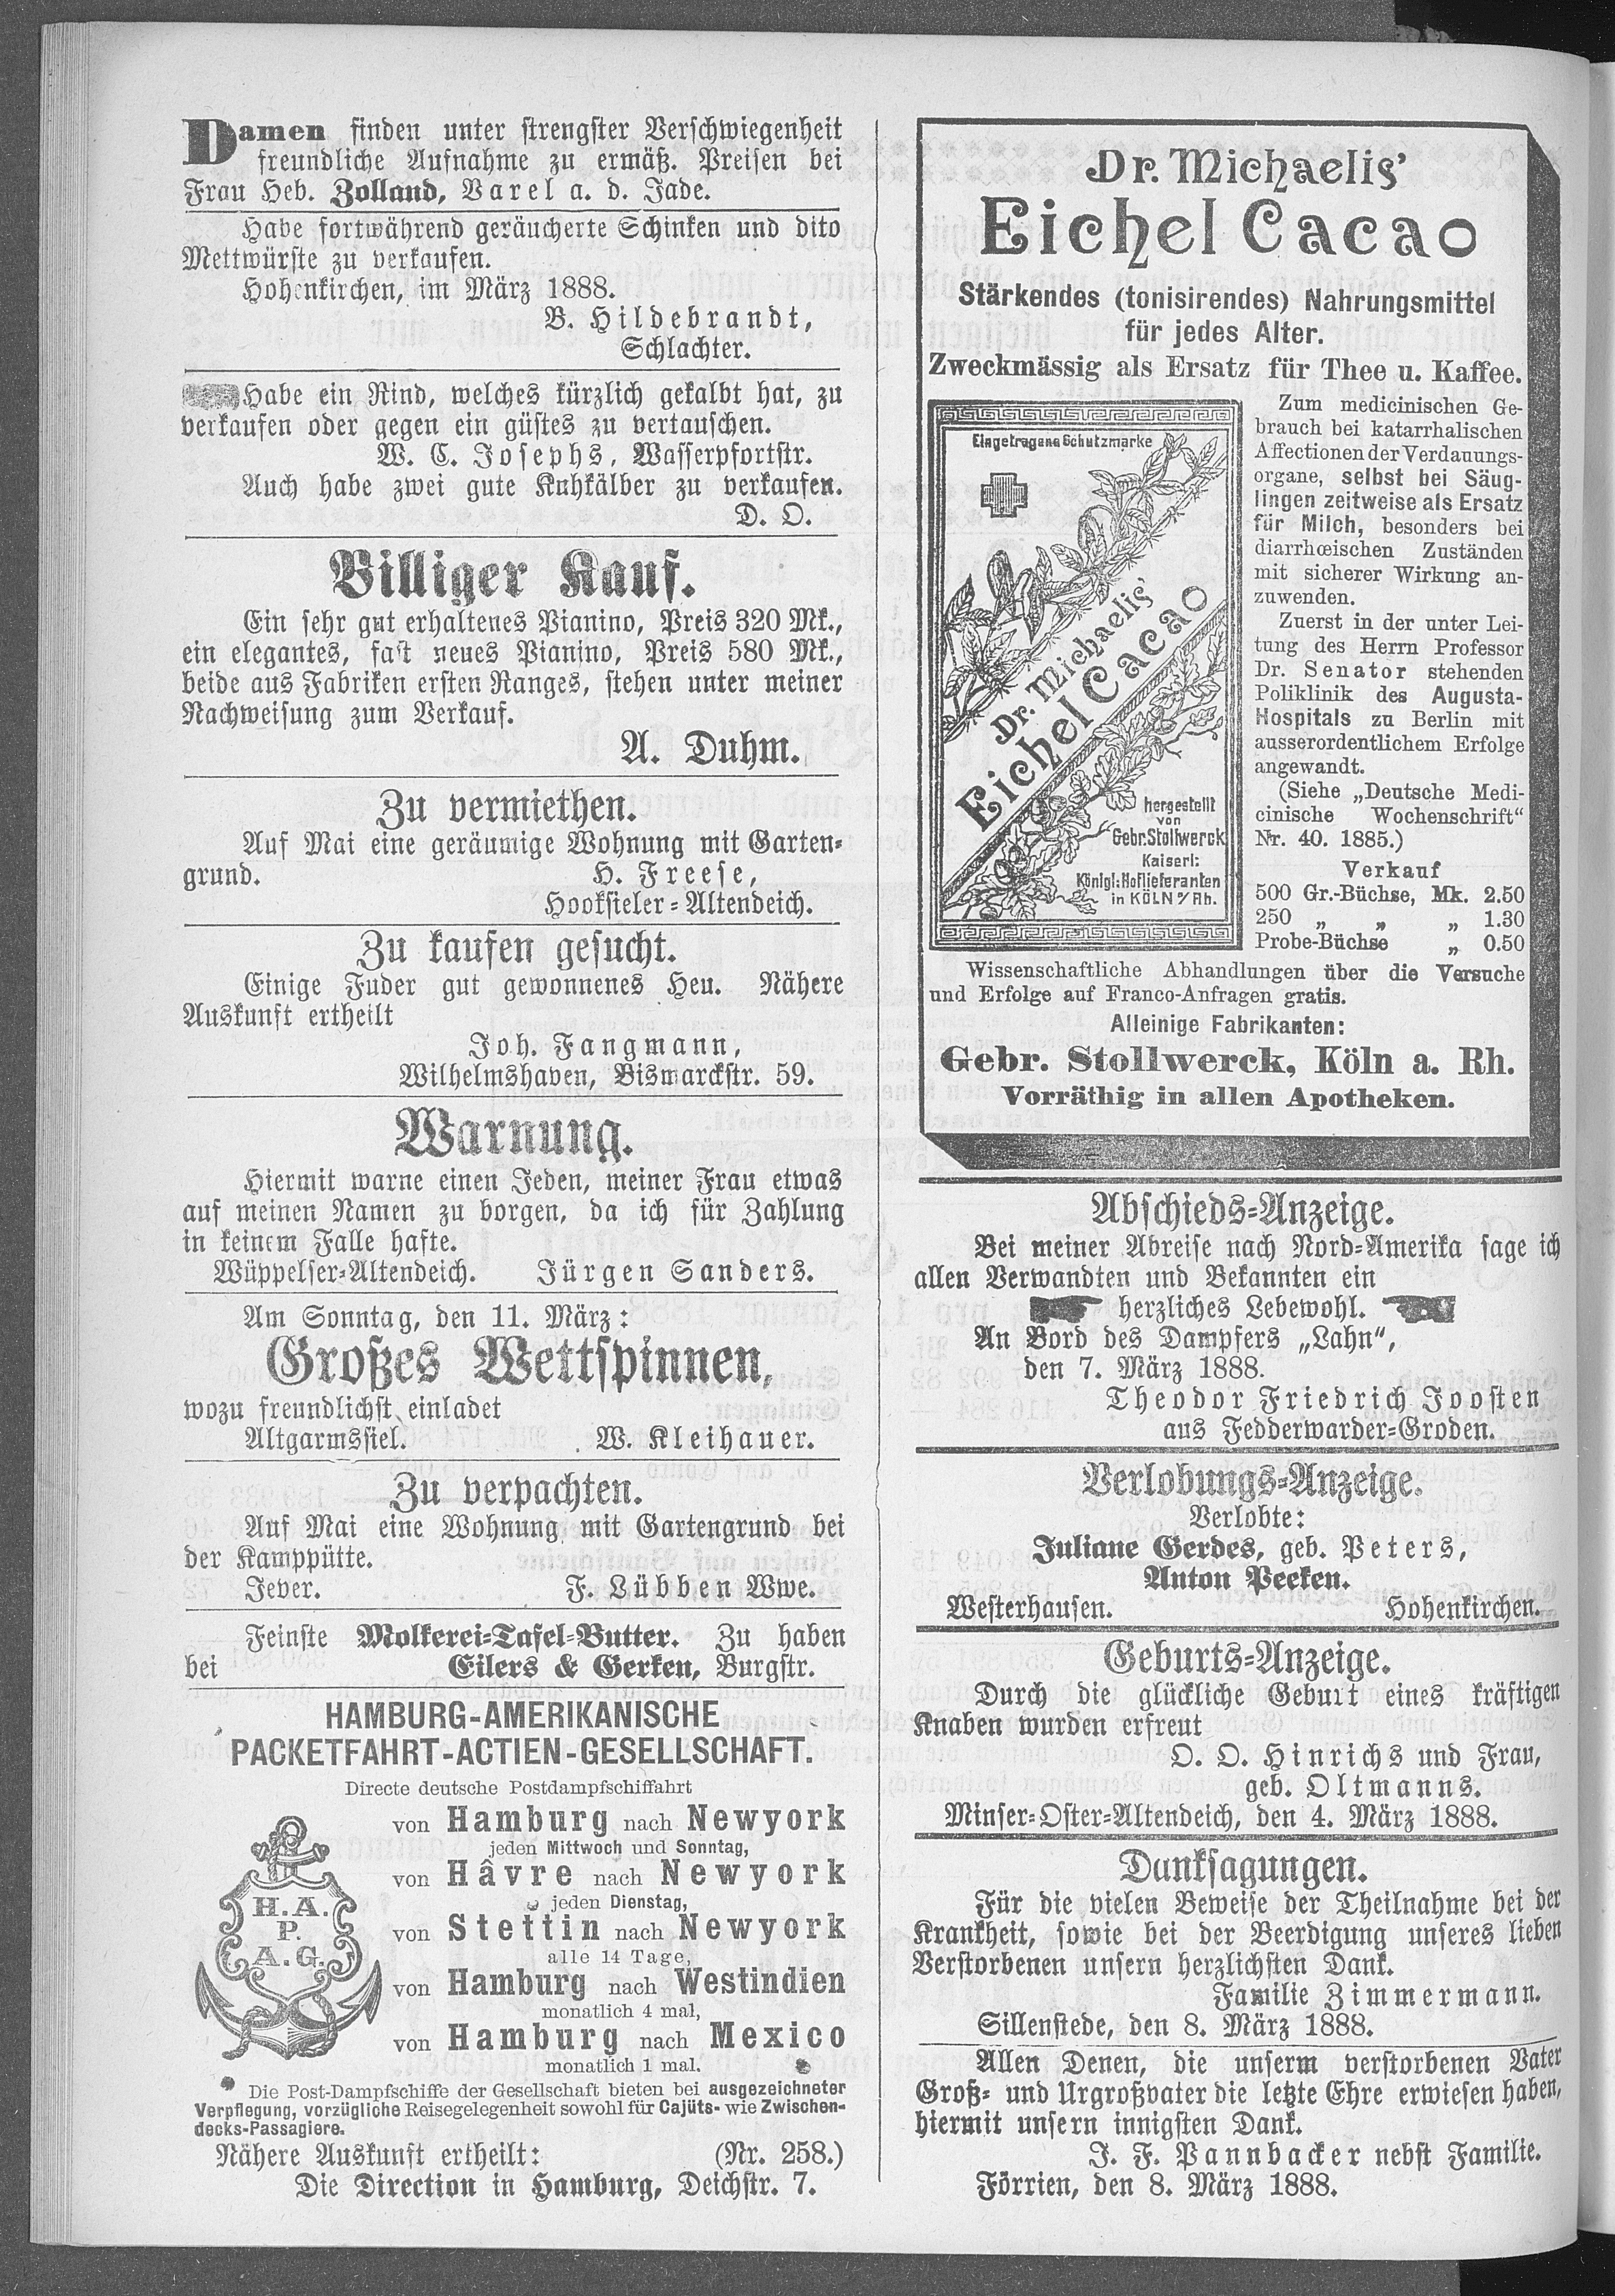 Damen finden unter strengster Verschwiegenheit
freundliche Aufnahme zu ermäß. Preisen bei
Frau Heb. Zolland, Varel a. d. Jade.
Habe fortwährend geräucherte Schinken und dito
Mettwürste zu verkaufen.
Hohenkirchen, im März 1888.
B. Hildebrandt,
Schlachter.
Habe ein Rind, welches kürzlich gekalbt hat, zu
verkaufen oder gegen ein güstes zu vertauschen.
W. C. Josephs, Wasserpfortstr.
Auch habe zwei gute Kuhkälber zu verkaufen.
D. O.
Billiger Kauf.
Ein sehr gut erhaltenes Pianino, Preis 320 Mk.,
ein elegantes, fast neues Pianino, Preis 580 Mk.,
beide aus Fabriken ersten Ranges, stehen unter meiner
Nachweisung zum Verkauf.
A. Duhm.
Zu vermiethen.
Auf Mai eine geräumige Wohnung mit Garten-
grund. H. Freese,
Hooksieler-Altendeich.
Zu kaufen gesucht.
Einige Fuder gut gewonnenes Heu. Nähere
Auskunft ertheilt
Joh. Fangmann,
Wilhelmshaven, Bismarckstr. 59.
Warnung.
Hiermit warne einen Jeden, meiner Frau etwas
auf meinen Namen zu borgen, da ich für Zahlung
in keinem Falle hafte.
Wüppelser-Altendeich. Jürgen Sanders.
Am Sonntag, den 11. März:
Großes Wettspinnen,
wozu freundlichst einladet
Altgarmssiel. W. Kleihauer.
Zu verpachten.
Auf Mai eine Wohnung mit Gartengrund bei
der Kamppütte.
Jever. F. Lübben Wwe.
Feinste Molkerei-Tafel-Butter. Zu haben
bei Eilers & Gerken, Burgstr.
HAMBURG-AMERIKANISCHE
PACKETFAHRT-ACTIEN-GESELLSCHAFT.
Directe deutsche Postdampfschiffahrt
von Hamburg nach Newyork
jeden Mittwoch und Sonntag,
von Hâvre nach Newyork
jeden Dienstag,
von Stettin nach Newyork
alle 14 Tage,
von Hamburg nach Westindien
monatlich 4 mal,
von Hamburg nach Mexico
monatlich 1 mal.
H.A.
P.
A.G.
Die Post-Dampfschiffe der Gesellschaft bieten bei ausgezeichneter
Verpflegung, vorzügliche Reisegelegenheit sowohl für Cajüts- wie Zwischen-
decks-Passagiere.
Nähere Auskunft ertheilt: (Nr. 258.)
Die Direction in Hamburg, Deichstr. 7.
Dr. Michaelis'
Eichel Cacao
Stärkendes (tonisirendes) Nahrungsmittel
für jedes Alter.
Zweckmässig als Ersatz für Thee u. Kaffee.
Eingetragene Schutzmarke
Dr. Michaelis'
Eichel Cacao
hergestellt
von
Gebr. Stollwerck
Kaiserl:
Königl: Hoflieferanten
in KÖLN a/Rh.
Zum medicinischen Ge-
brauch bei katarrhalischen
Affectionen der Verdauungs-
organe, selbst bei Säug-
lingen zeitweise als Ersatz
für Milch, besonders bei
diarrhœischen Zuständen
mit sicherer Wirkung an-
zuwenden.
Zuerst in der unter Lei-
tung des Herrn Professor
Dr. Senator stehenden
Poliklinik des Augusta-
Hospitals zu Berlin mit
ausserordentlichem Erfolge
angewandt.
(Siehe „Deutsche Medi-
cinische Wochenschrift“
Nr. 40. 1885.)
Verkauf
500 Gr.-Büchse, Mk. 2.50
250 „ „ „ 1.30
Probe-Büchse „ 0.50
Wissenschaftliche Abhandlungen über die Versuche
und Erfolge auf Franco-Anfragen gratis.
Alleinige Fabrikanten:
Gebr. Stollwerck, Köln a. Rh.
Vorräthig in allen Apotheken.
Abschieds-Anzeige.
Bei meiner Abreise nach Nord-Amerika sage ich
allen Verwandten und Bekannten ein
herzliches Lebewohl.
An Bord des Dampfers „Lahn“,
den 7. März 1888.
Theodor Friedrich Joosten
aus Fedderwarder-Groden.
Verlobungs-Anzeige.
Verlobte:
Juliane Gerdes, geb. Peters,
Anton Peeken.
Westerhausen. Hohenkirchen.
Geburts-Anzeige.
Durch die glückliche Geburt eines kräftigen
Knaben wurden erfreut
O. O. Hinrichs und Frau,
geb. Oltmanns.
Minser-Oster-Altendeich, den 4. März 1888.
Danksagungen.
Für die vielen Beweise der Theilnahme bei der
Krankheit, sowie bei der Beerdigung unseres lieben
Verstorbenen unsern herzlichsten Dank.
Familie Zimmermann.
Sillenstede, den 8. März 1888.
Allen Denen, die unserm verstorbenen Vater
Groß- und Urgroßvater die letzte Ehre erwiesen haben,
hiermit unsern innigsten Dank.
J. F. Pannbacker nebst Familie.
Förrien, den 8. März 1888.